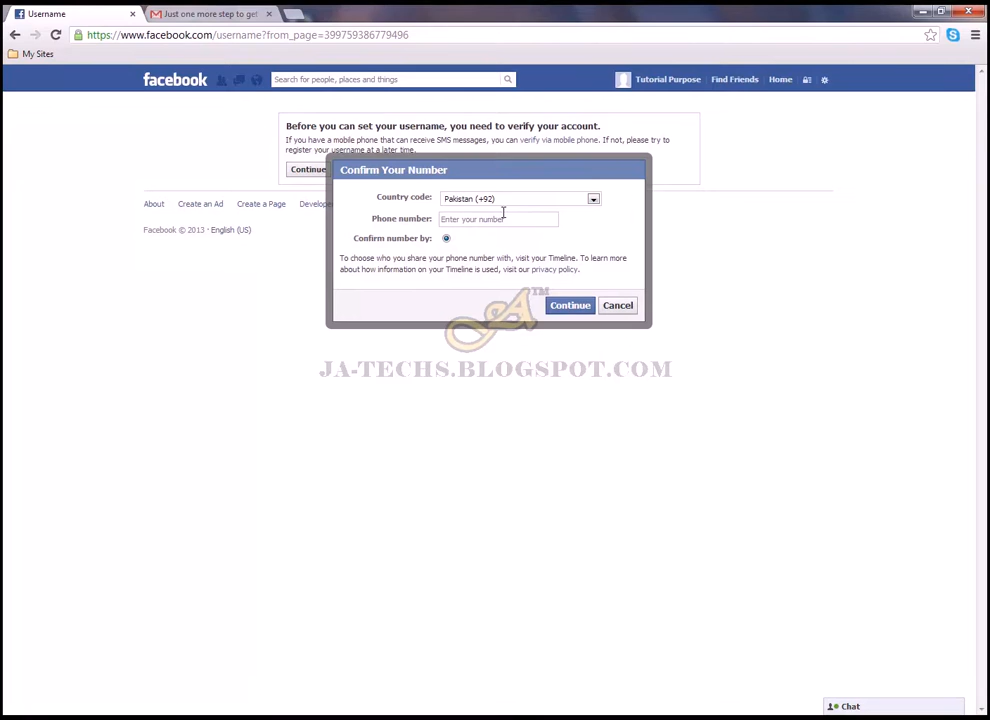 Username
Just one more step to get
https://www.facebook.com/username?from_page=399759386779496
My Sites
facebook
Search for people, places and things
Tutorial Purpose
Find Friends
Home
Before you can set your username, you need to verify your account.
If you have a mobile phone that can receive SMS messages, you can verify via mobile phone. If not, please try to
register your username at a later time.
Continue
Confirm Your Number
Country code:
Pakistan (+92)
Phone number:
Enter your number
Confirm number by:
To choose who you share your phone number with, visit your Timeline. To learn more
about how information on your Timeline is used, visit our privacy policy.
Continue
Cancel
About
Create an Ad
Create a Page
Develope
Facebook © 2013 · English (US)
JA TM
JA-TECHS.BLOGSPOT.COM
Chat